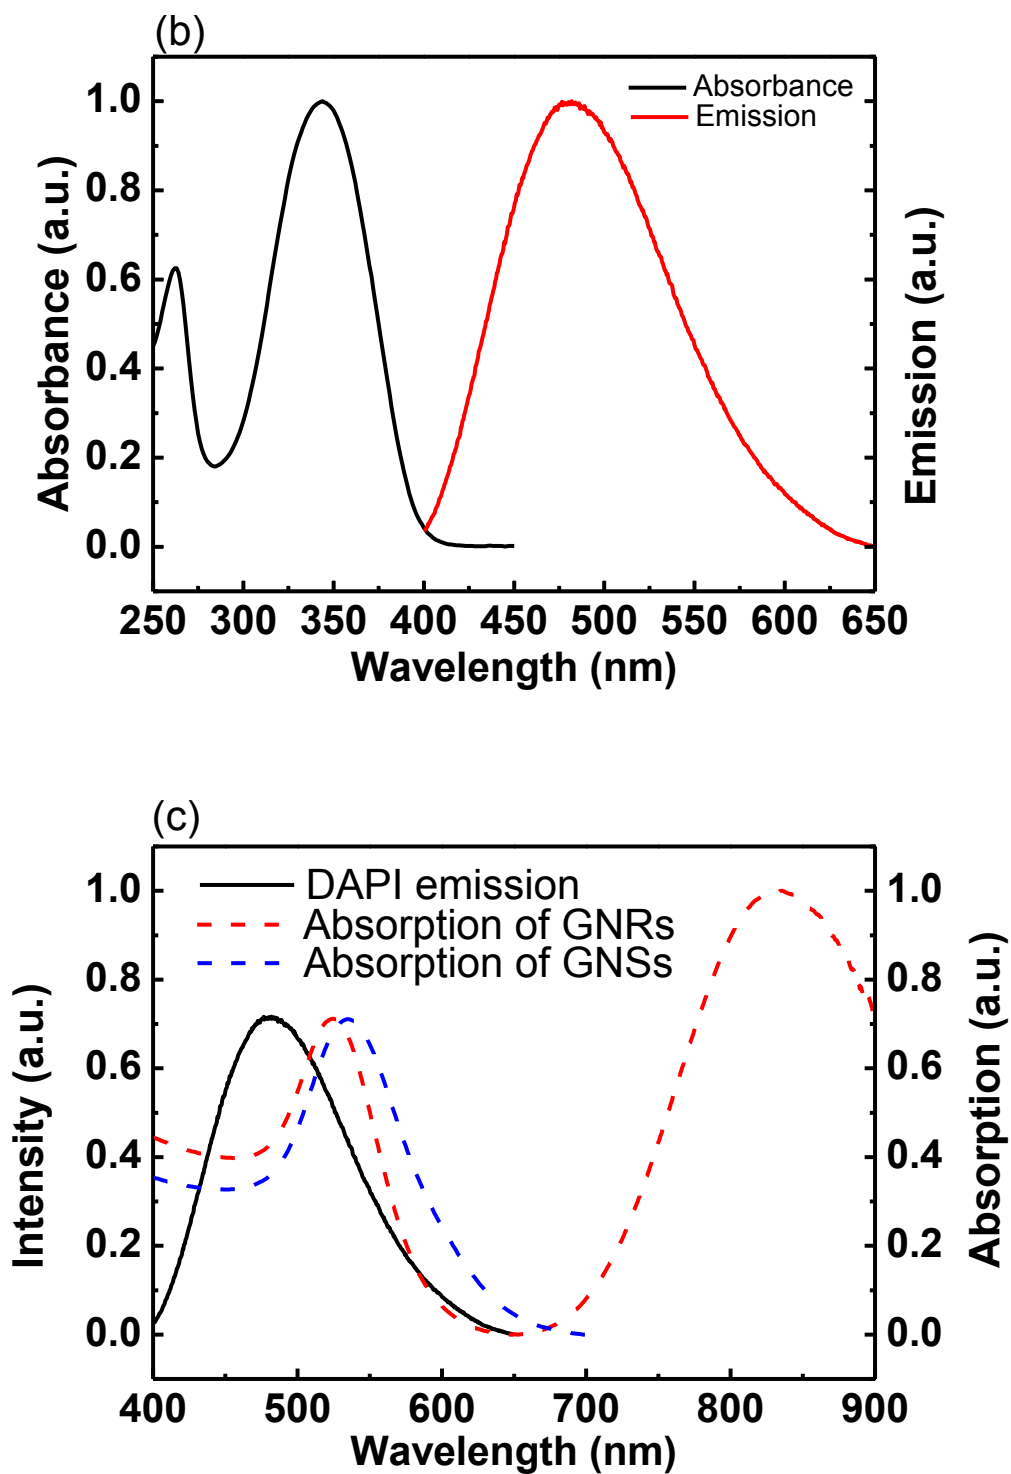 (b)
Absorbance
Emission
1.0
0.8
0.6
0.4
0.2
0.0
Absorbance (a.u.)
Emission (a.u.)
250 300 350 400 450 500 550 600 650
Wavelength (nm)
(c)
DAPI emission
Absorption of GNRs
Absorption of GNSs
1.0 1.0
0.8 0.8
0.6 0.6
0.4 0.4
0.2 0.2
0.0 0.0
Intensity (a.u.)
Absorption (a.u.)
400 500 600 700 800 900
Wavelength (nm)